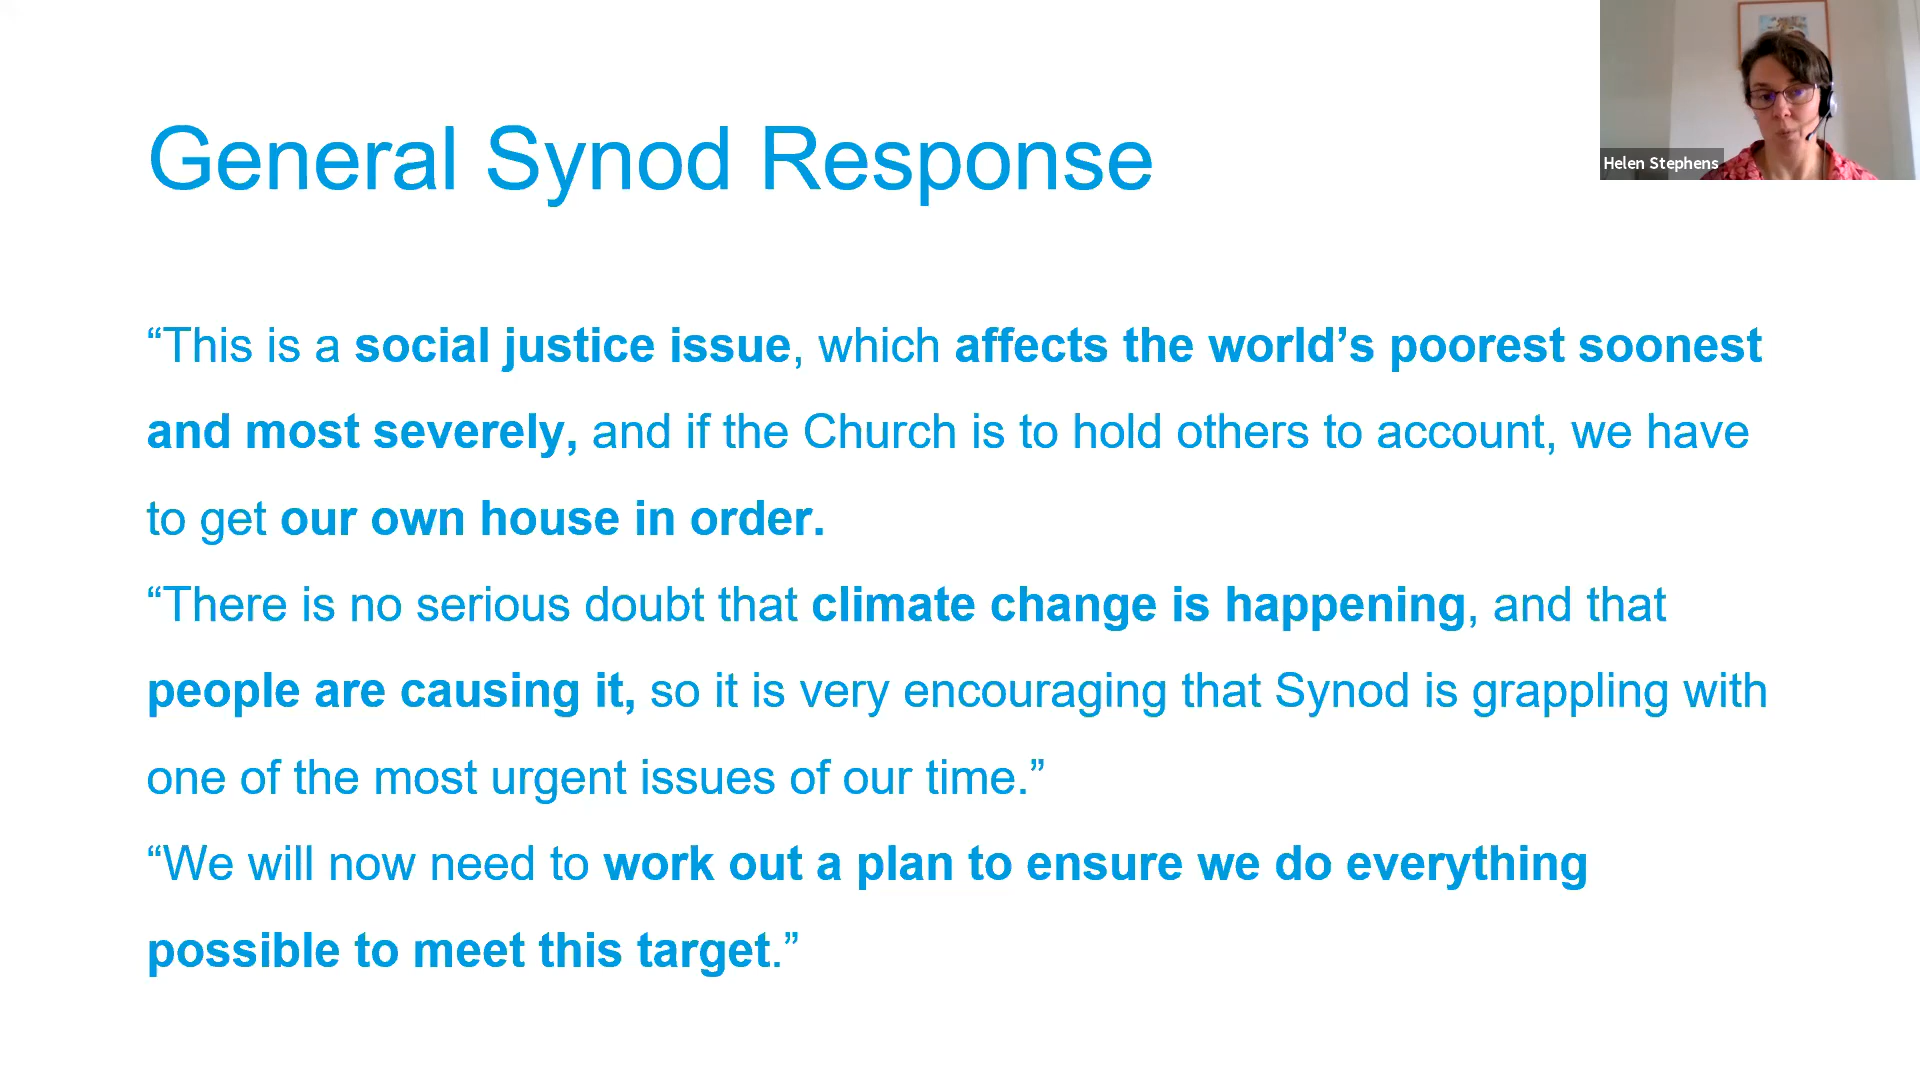 General Synod Response
Helen Stephens
“This is a social justice issue, which affects the world’s poorest soonest
and most severely, and if the Church is to hold others to account, we have
to get our own house in order.
“There is no serious doubt that climate change is happening, and that
people are causing it, so it is very encouraging that Synod is grappling with
one of the most urgent issues of our time.”
“We will now need to work out a plan to ensure we do everything
possible to meet this target.”